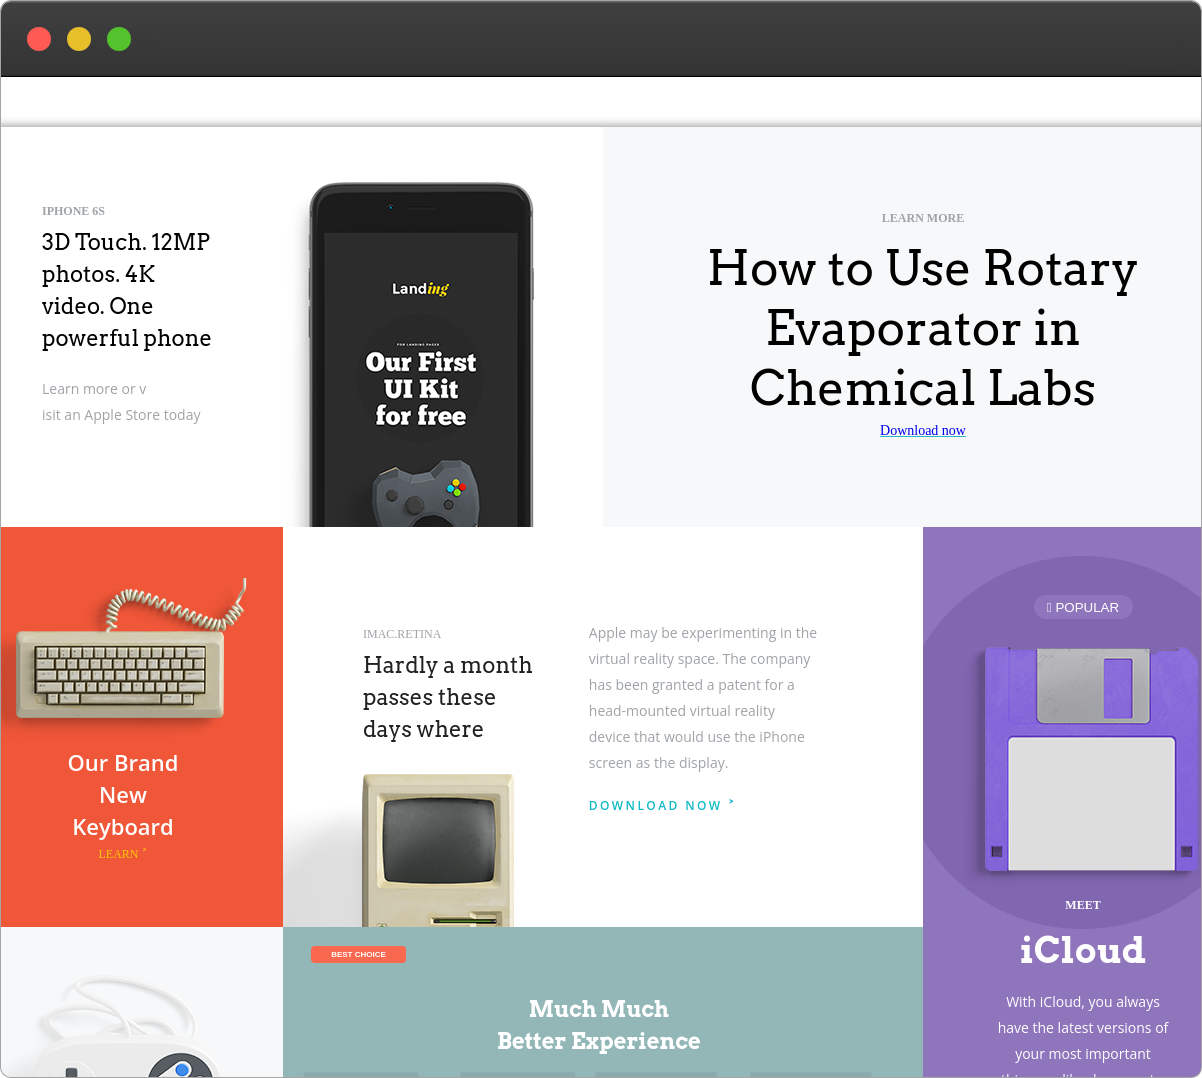 IPHONE 6S
3D Touch. 12MP
photos. 4K
video. One
powerful phone
Learn more or v
isit an Apple Store today
Landing
FOR LANDING PAGES
Our First
UI Kit
for free
LEARN MORE
How to Use Rotary
Evaporator in
Chemical Labs
Download now
Our Brand
New
Keyboard
LEARN ˃
IMAC.RETINA
Hardly a month
passes these
days where
Apple may be experimenting in the
virtual reality space. The company
has been granted a patent for a
head-mounted virtual reality
device that would use the iPhone
screen as the display.
DOWNLOAD NOW ˃
POPULAR
MEET
iCloud
With iCloud, you always
have the latest versions of
your most important
BEST CHOICE
Much Much
Better Experience